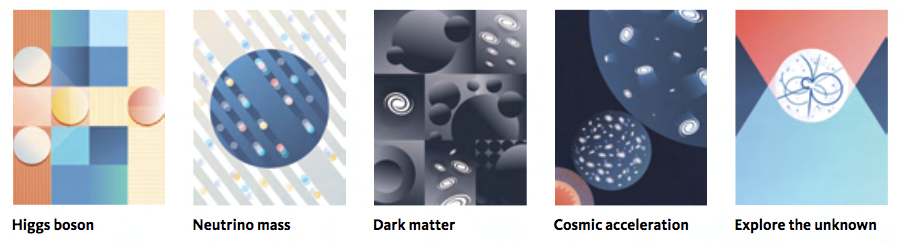 Higgs boson
Neutrino mass
Dark matter
Cosmic acceleration
Explore the unknown